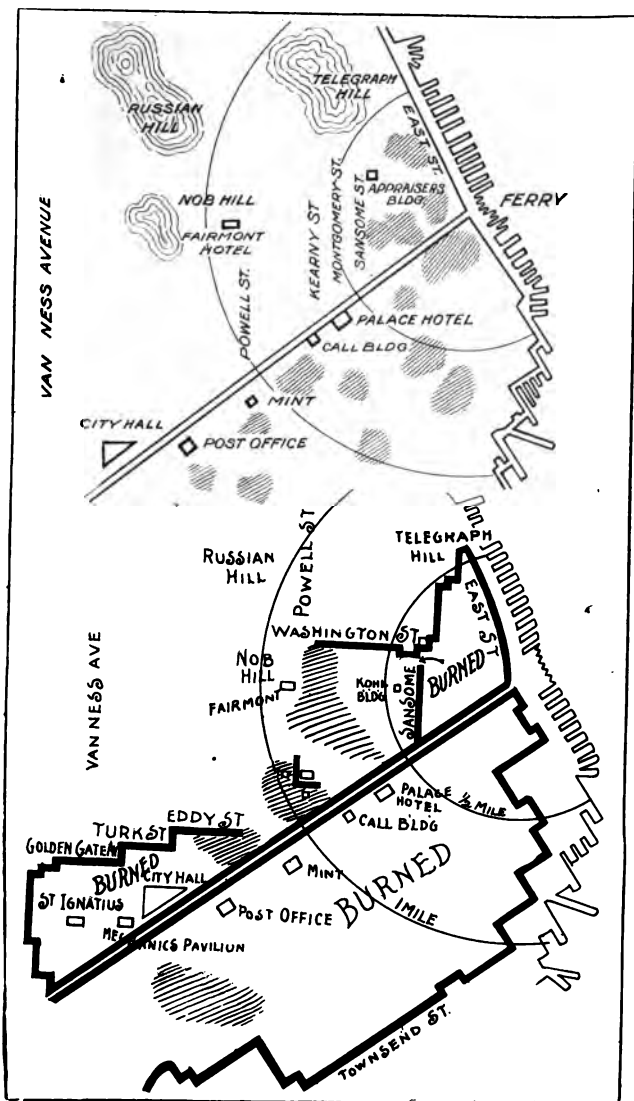 RUSSIAN
HILL
TELEGRAPH
HILL
EAST ST.
VAN NESS AVENUE
NOB HILL
FAIRMONT
HOTEL
POWELL ST.
KEARNY ST
MONTGOMERY ST.
SANSOME ST.
APPRAISERS
BLDG.
FERRY
PALACE HOTEL
CALL BLDG.
MINT
CITY HALL
POST OFFICE
TELEGRAPH
HILL
RUSSIAN
HILL
POWELL ST
EAST ST
WASHINGTON ST
VAN NESS AVE
NOB
HILL
FAIRMONT
KOHL
BLDG
SANSOME
BURNED
PALACE
HOTEL
1/2 MILE
CALL B'LD'G
EDDY ST
TURK ST
GOLDEN GATE AV
BURNED
CITY HALL
ST IGNATIUS
MECHANICS PAVILIUN
MINT
POST OFFICE
BURNED
1 MILE
TOWNSEND ST.